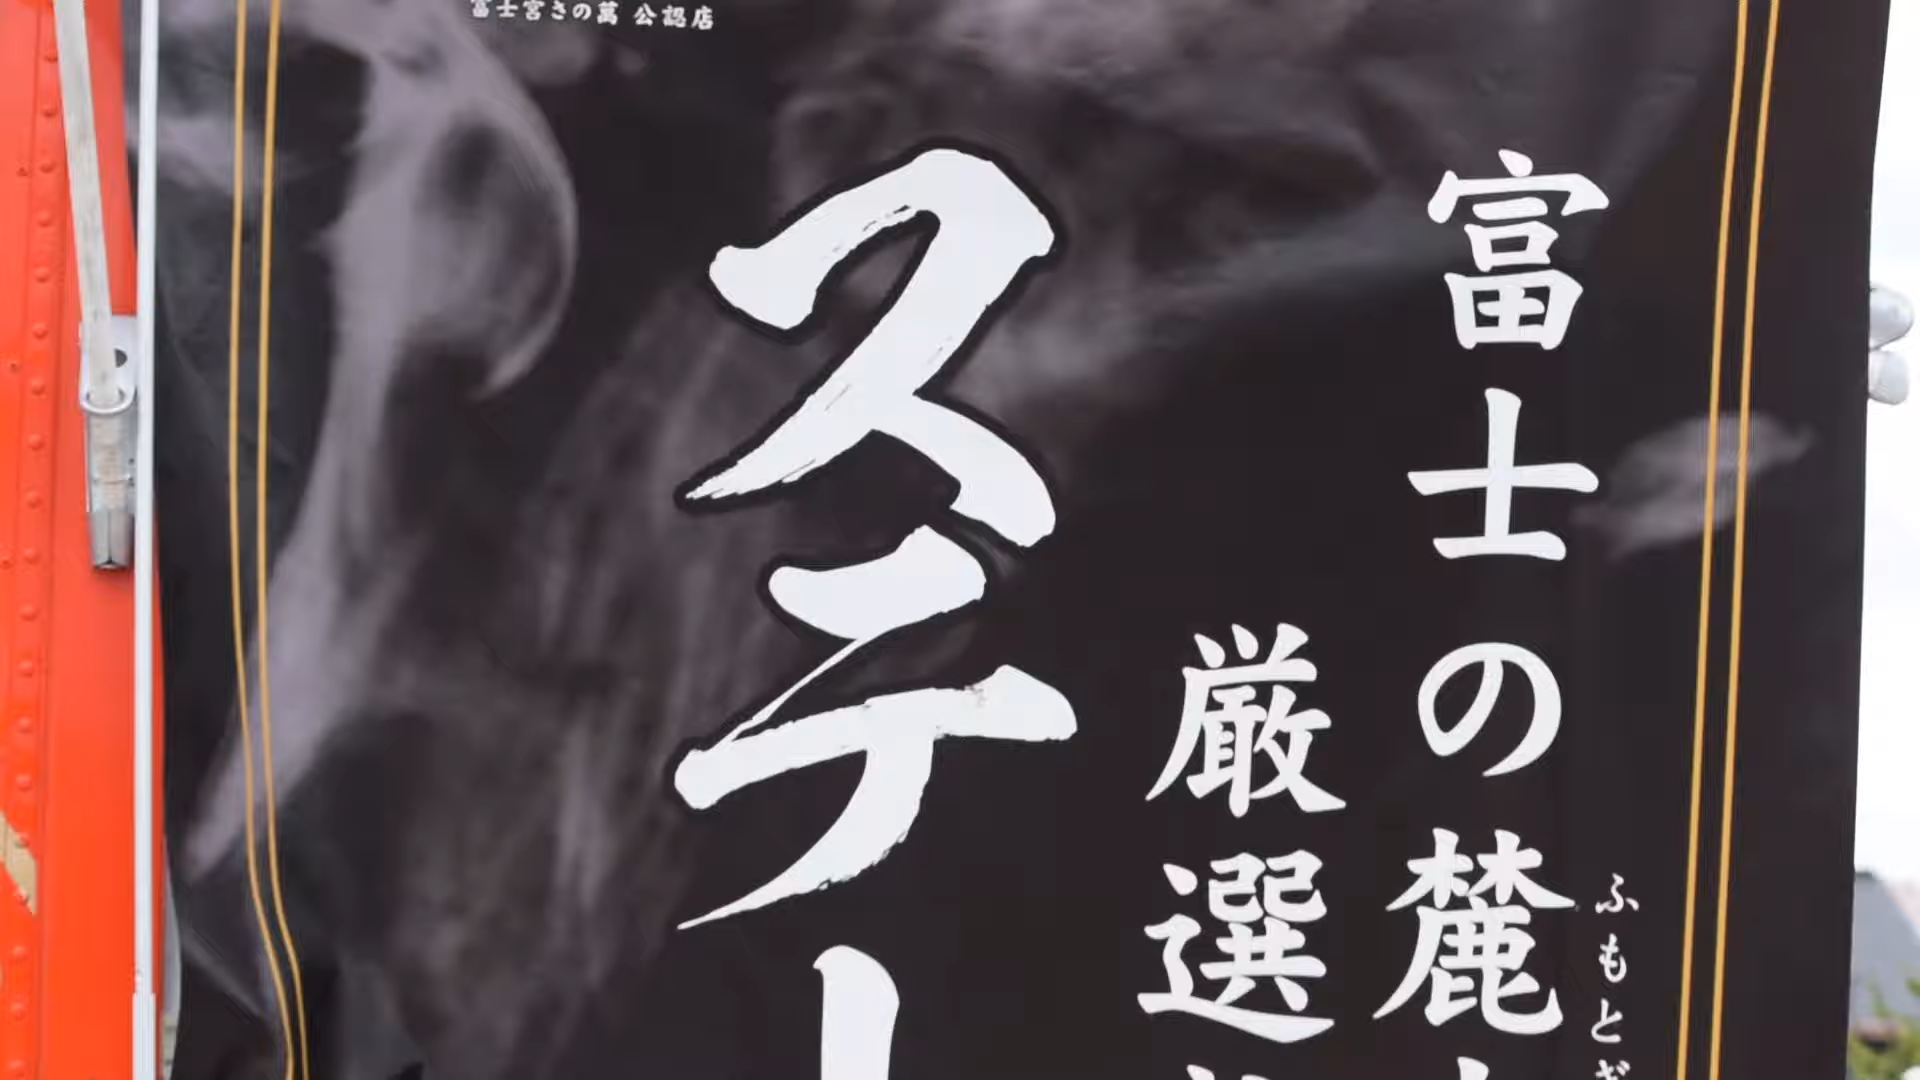 富士宮さの萬 公認店
富士の麓
ふもとぎ
厳選
ステー